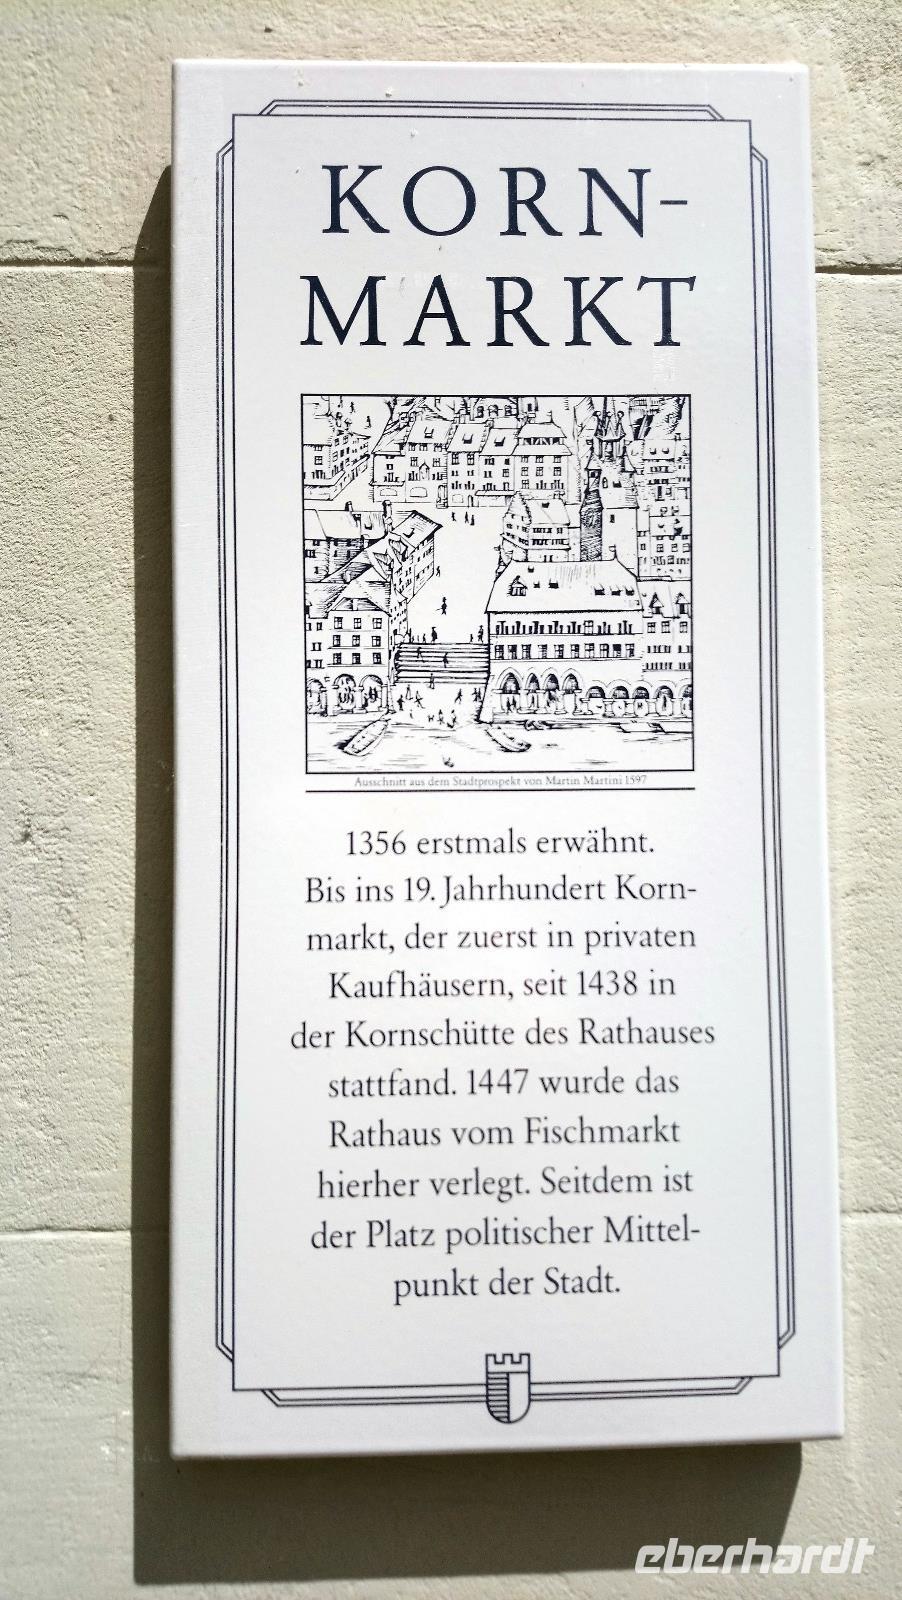 KORN-
MARKT
Ausschnitt aus dem Stadtprospekt von Martin Martini 1597
1356 erstmals erwähnt.
Bis ins 19. Jahrhundert Korn-
markt, der zuerst in privaten
Kaufhäusern, seit 1438 in
der Kornschütte des Rathauses
stattfand. 1447 wurde das
Rathaus vom Fischmarkt
hierher verlegt. Seitdem ist
der Platz politischer Mittel-
punkt der Stadt.
eberhardt